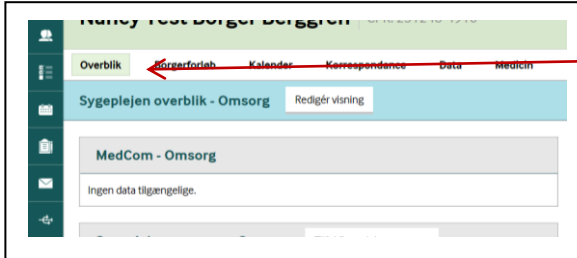 Nancy Test Borger Berggren
Overblik Borgerforløb Kalender Korrespondance Data Medicin
Sygeplejen overblik - Omsorg Redigér visning
MedCom - Omsorg
Ingen data tilgængelige.